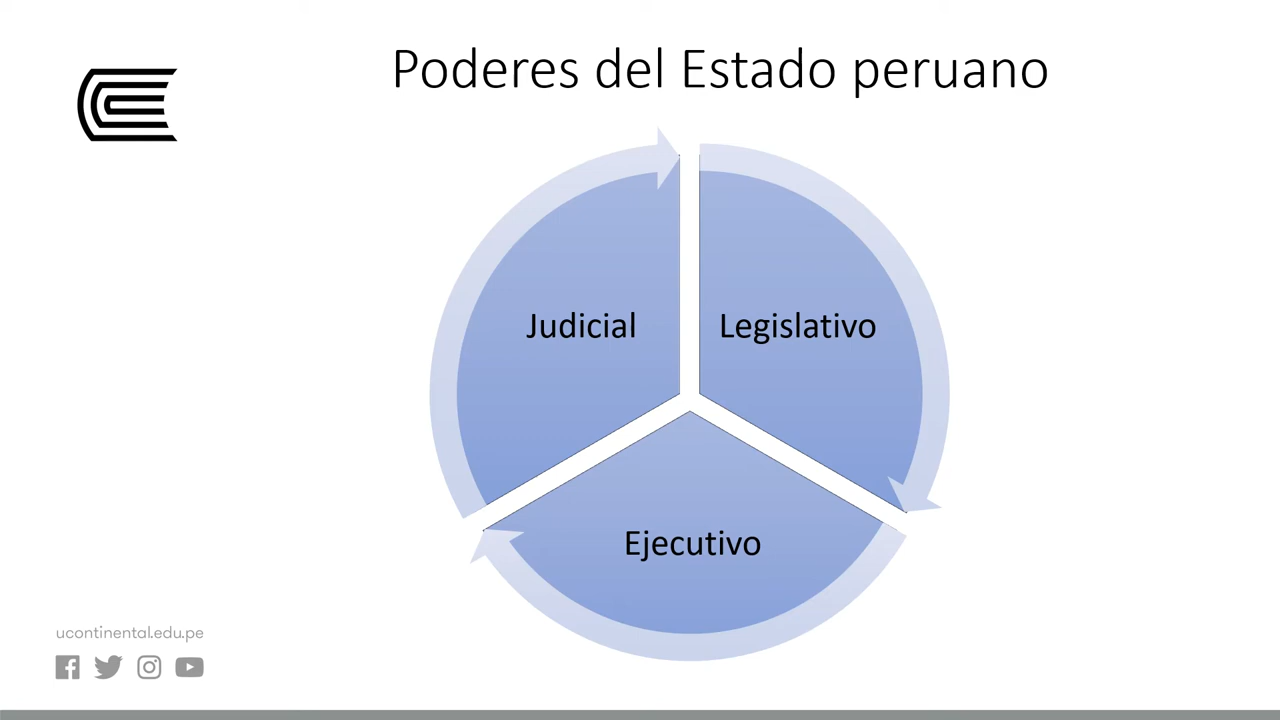 Poderes del Estado peruano
Judicial
Legislativo
Ejecutivo
ucontinental.edu.pe